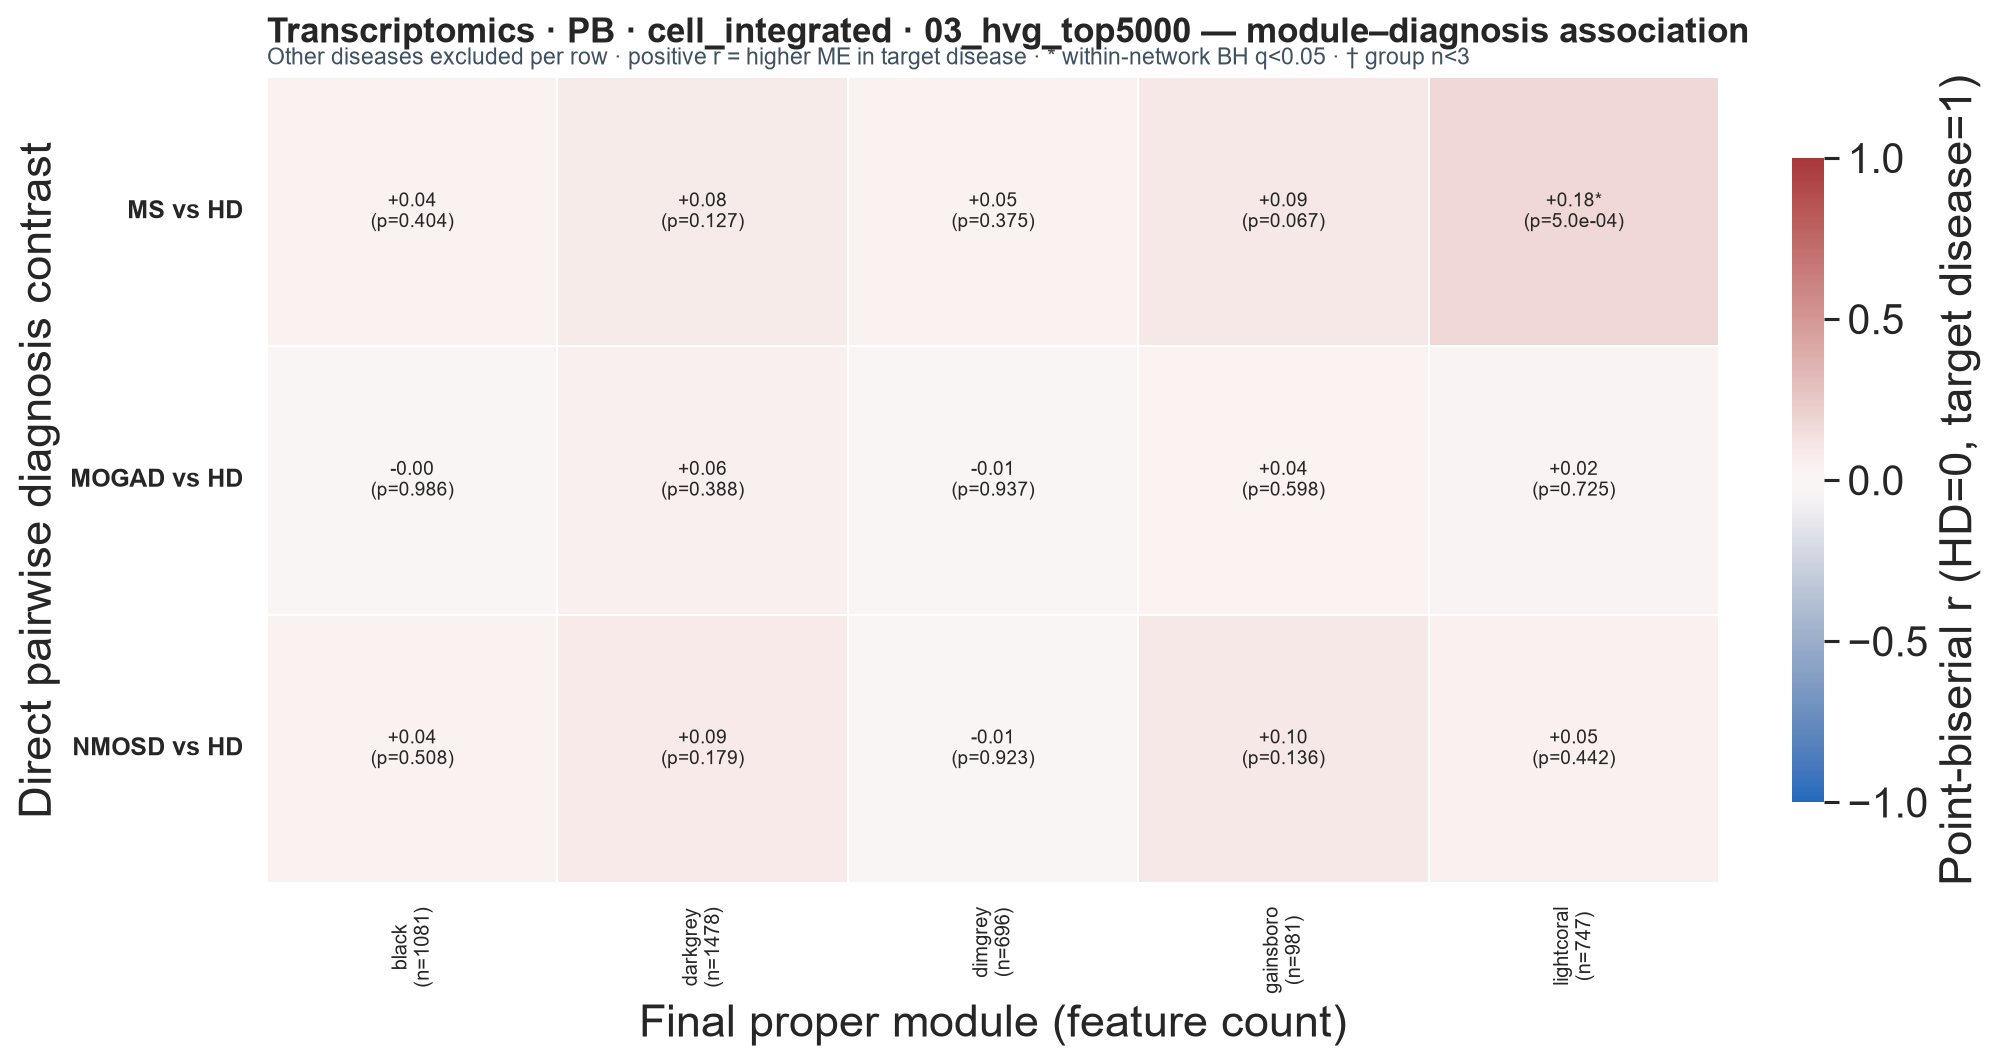 Transcriptomics · PB · cell_integrated · 03_hvg_top5000 — module–diagnosis association
Other diseases excluded per row · positive r = higher ME in target disease · * within-network BH q<0.05 · † group n<3
Direct pairwise diagnosis contrast
MS vs HD
+0.04
(p=0.404)
+0.08
(p=0.127)
+0.05
(p=0.375)
+0.09
(p=0.067)
+0.18*
(p=5.0e-04)
MOGAD vs HD
-0.00
(p=0.986)
+0.06
(p=0.388)
-0.01
(p=0.937)
+0.04
(p=0.598)
+0.02
(p=0.725)
NMOSD vs HD
+0.04
(p=0.508)
+0.09
(p=0.179)
-0.01
(p=0.923)
+0.10
(p=0.136)
+0.05
(p=0.442)
black
(n=1081)
darkgrey
(n=1478)
dimgrey
(n=696)
gainsboro
(n=981)
lightcoral
(n=747)
Final proper module (feature count)
1.0
0.5
0.0
−0.5
−1.0
Point-biserial r (HD=0, target disease=1)